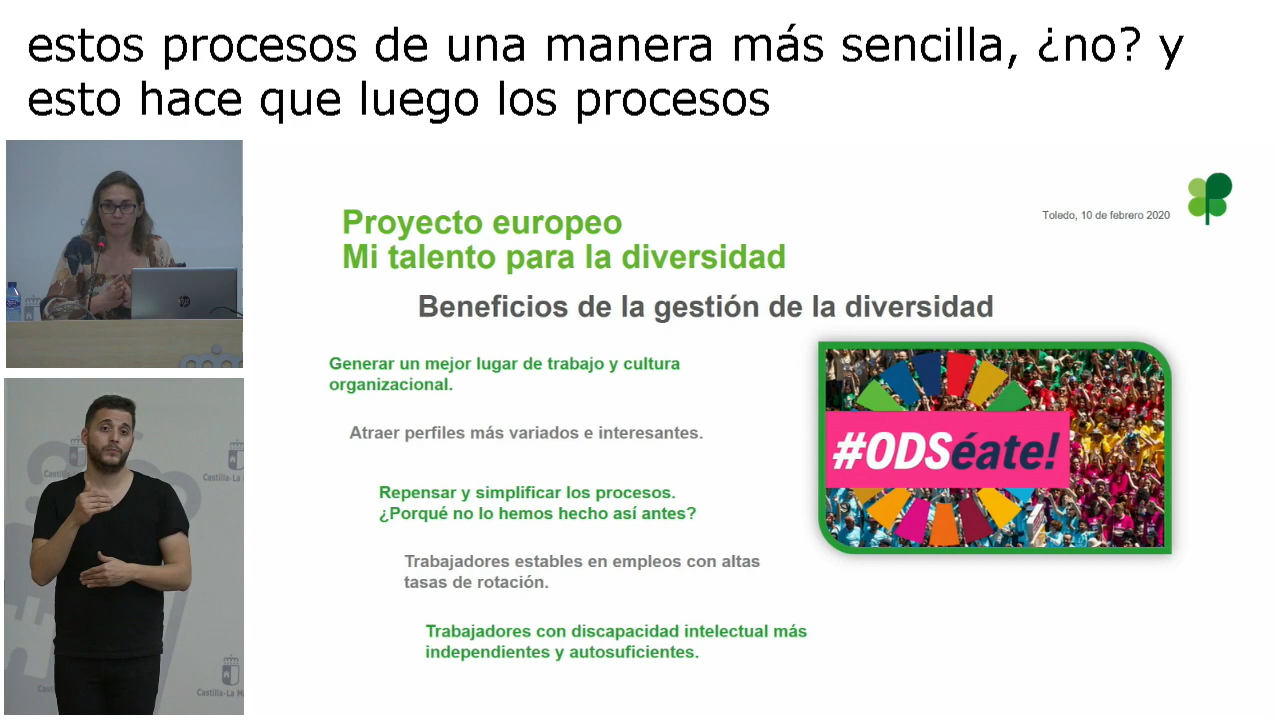 estos procesos de una manera más sencilla, ¿no? y
esto hace que luego los procesos
Toledo, 10 de febrero 2020
Proyecto europeo
Mi talento para la diversidad
Beneficios de la gestión de la diversidad
Generar un mejor lugar de trabajo y cultura
organizacional.
Atraer perfiles más variados e interesantes.
Repensar y simplificar los procesos.
¿Porqué no lo hemos hecho así antes?
Trabajadores estables en empleos con altas
tasas de rotación.
Trabajadores con discapacidad intelectual más
independientes y autosuficientes.
#ODSéate!
hp
Castilla-La M